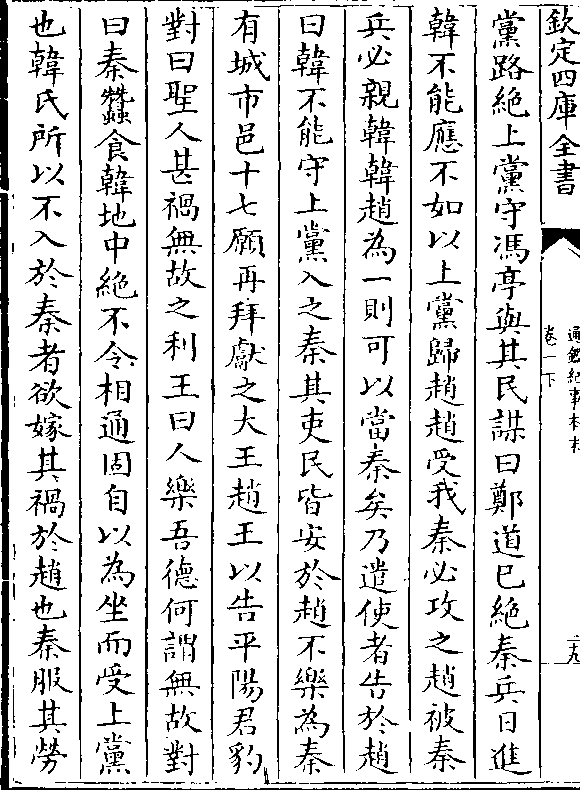 欽定四庫全書
通鑑紀事本末
卷一下
二九
黨路絶上黨守馮亭與其民謀曰鄭道已絶秦兵日進
韓不能應不如以上黨歸趙趙受我秦必攻之趙被秦
兵必親韓韓趙為一則可以當秦矣乃遣使者告於趙
曰韓不能守上黨入之秦其吏民皆安於趙不樂為秦
有城市邑十七願再拜獻之大王趙王以告平陽君豹
對曰聖人甚禍無故之利王曰人樂吾德何謂無故對
曰秦蠶食韓地中絶不令相通固自以為坐而受上黨
也韓氏所以不入於秦者欲嫁其禍於趙也秦服其勞